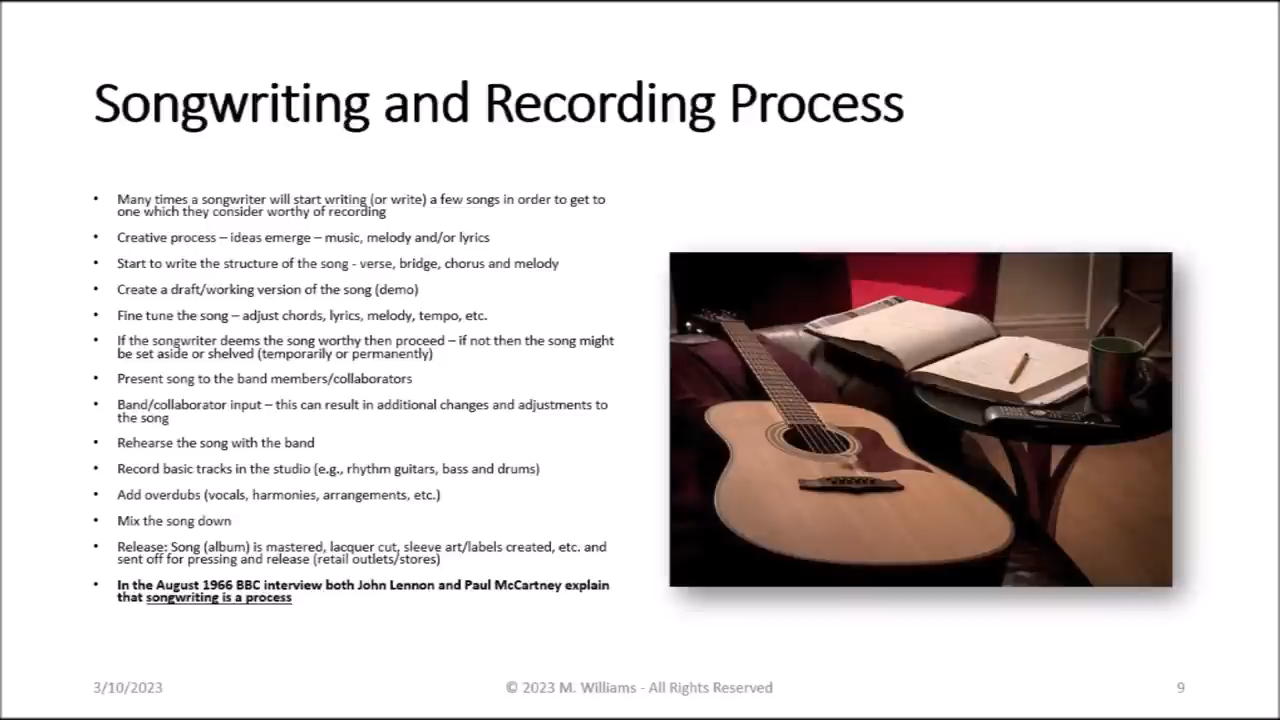 Songwriting and Recording Process
• Many times a songwriter will start writing (or write) a few songs in order to get to
one which they consider worthy of recording
• Creative process – ideas emerge – music, melody and/or lyrics
• Start to write the structure of the song - verse, bridge, chorus and melody
• Create a draft/working version of the song (demo)
• Fine tune the song – adjust chords, lyrics, melody, tempo, etc.
• If the songwriter deems the song worthy then proceed – if not then the song might
be set aside or shelved (temporarily or permanently)
• Present song to the band members/collaborators
• Band/collaborator input – this can result in additional changes and adjustments to
the song
• Rehearse the song with the band
• Record basic tracks in the studio (e.g., rhythm guitars, bass and drums)
• Add overdubs (vocals, harmonies, arrangements, etc.)
• Mix the song down
• Release: Song (album) is mastered, lacquer cut, sleeve art/labels created, etc. and
sent off for pressing and release (retail outlets/stores)
• In the August 1966 BBC interview both John Lennon and Paul McCartney explain
that songwriting is a process
3/10/2023
© 2023 M. Williams - All Rights Reserved
9